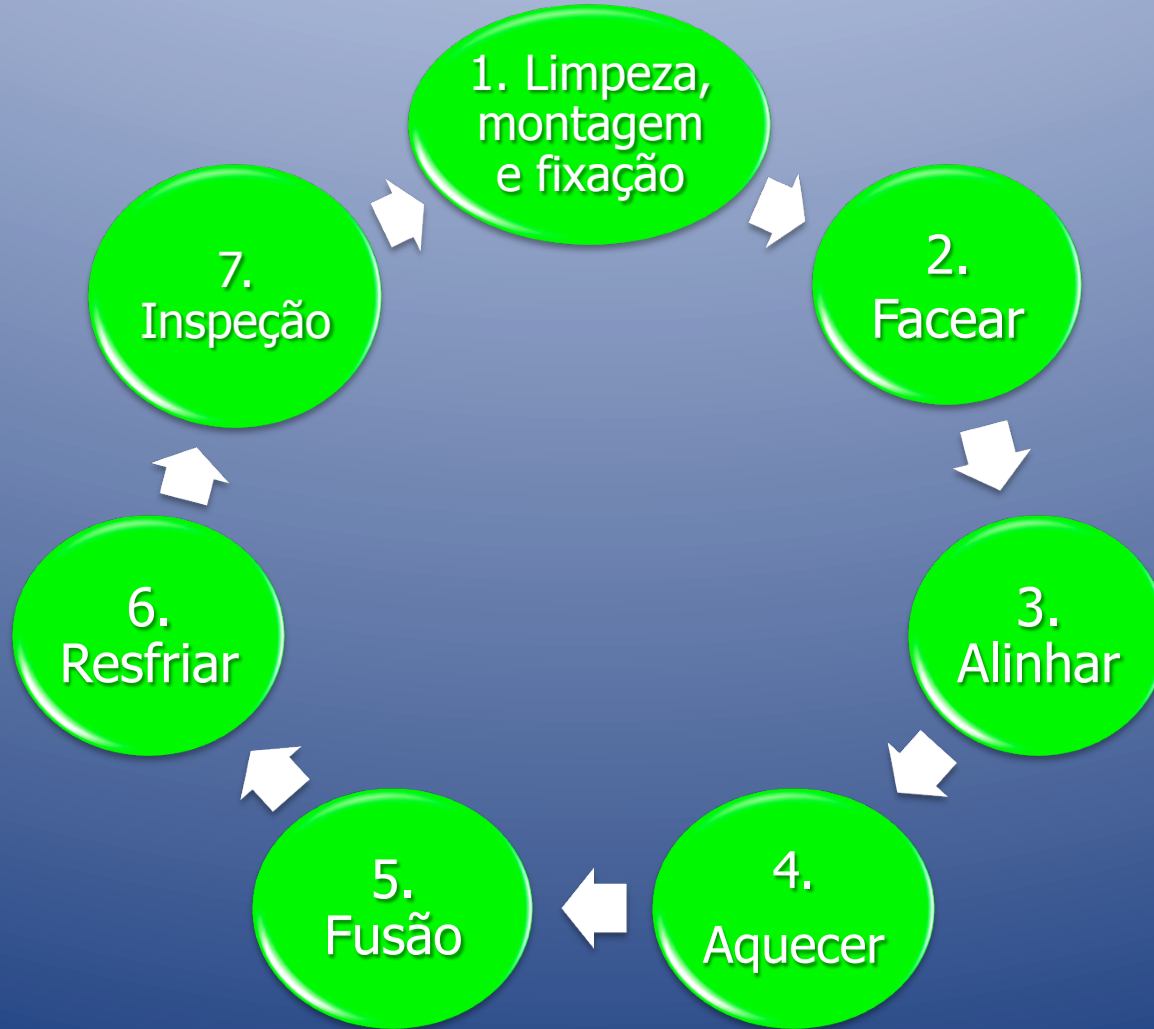 1. Limpeza,
montagem
e fixação
2.
Facear
3.
Alinhar
4.
Aquecer
5.
Fusão
6.
Resfriar
7.
Inspeção